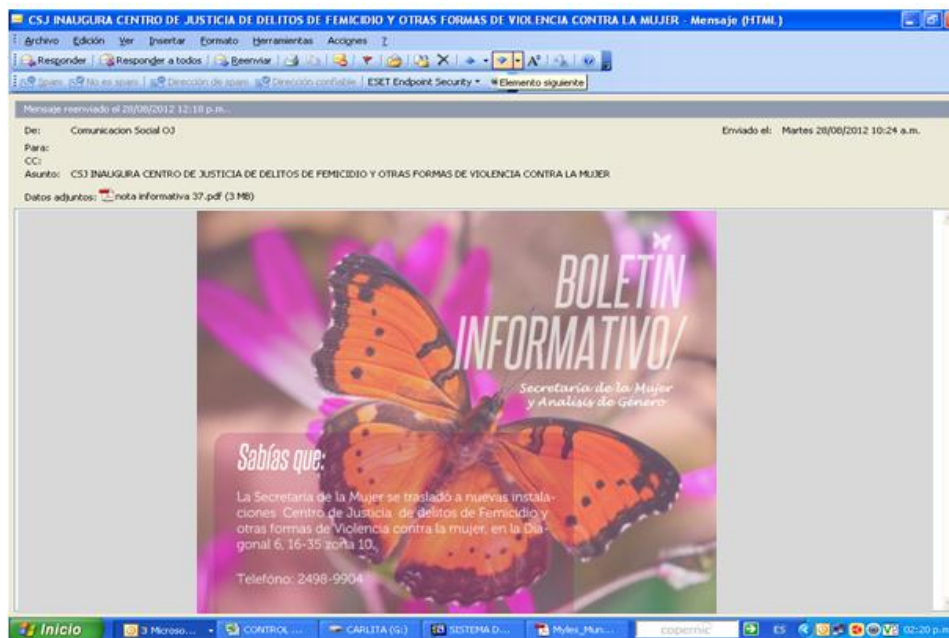 CSJ INAUGURA CENTRO DE JUSTICIA DE DELITOS DE FEMICIDIO Y OTRAS FORMAS DE VIOLENCIA CONTRA LA MUJER - Mensaje (HTML)
Archivo Edición Ver Insertar Formato Herramientas Acciones ?
Responder Responder a todos Reenviar
Spam No es spam Dirección de spam Dirección confiable ESET Endpoint Security Elemento siguiente
Mensaje reenviado el 28/08/2012 12:18 p.m..
De: Comunicacion Social OJ Enviado el: Martes 28/08/2012 10:24 a.m.
Para:
CC:
Asunto: CSJ INAUGURA CENTRO DE JUSTICIA DE DELITOS DE FEMICIDIO Y OTRAS FORMAS DE VIOLENCIA CONTRA LA MUJER
Datos adjuntos: nota informativa 37.pdf (3 MB)
BOLETÍN
INFORMATIVO/
Secretaría de la Mujer
y Analisis de Género
Sabías que:
La Secretaría de la Mujer se trasladó a nuevas instala-
ciones Centro de Justicia de delitos de Femicidio y
otras formas de Violencia contra la mujer, en la Dia-
gonal 6, 16-35 zona 10.
Telefóno: 2498-9904
Inicio 3 Microso... CONTROL ... CARLITA (G:) SISTEMA D... Myles_Mun... copernic ES 02:20 p.m.